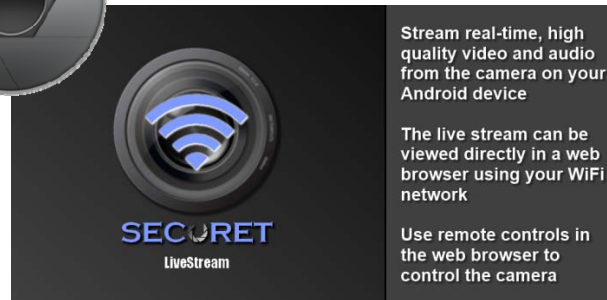 SECURET
LiveStream
Stream real-time, high
quality video and audio
from the camera on your
Android device
The live stream can be
viewed directly in a web
browser using your WiFi
network
Use remote controls in
the web browser to
control the camera